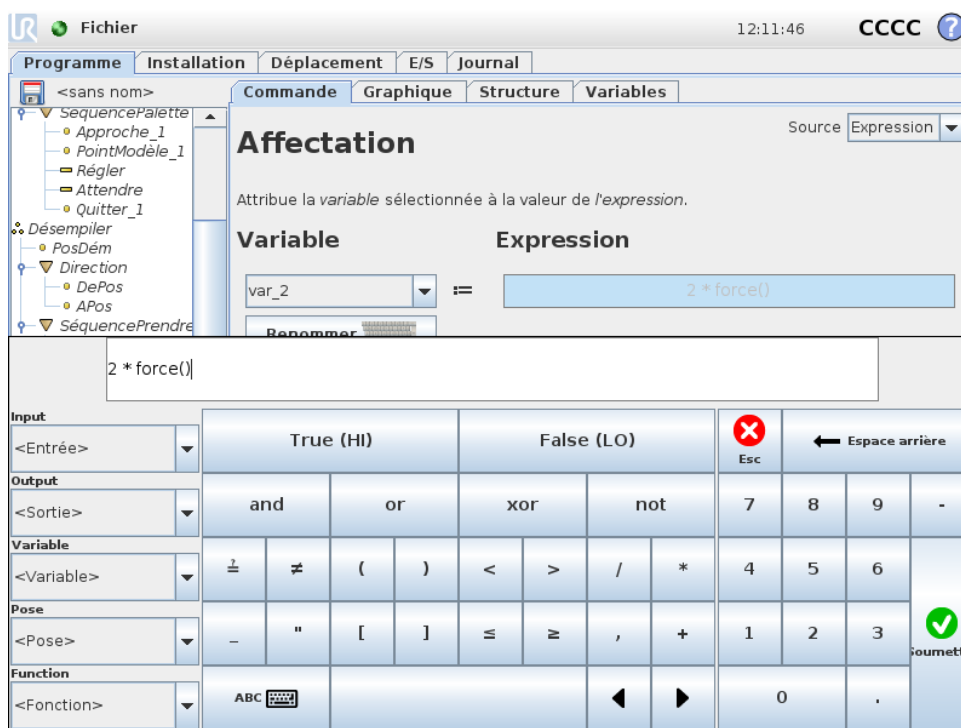 UR Fichier 12:11:46 CCCC ?
Programme Installation Déplacement E/S Journal
<sans nom> Commande Graphique Structure Variables
SéquencePalette
Approche_1
PointModèle_1
Régler
Attendre
Quitter_1
Désempiler
PosDém
Direction
DePos
APos
SéquencePrendre
Source Expression
Affectation
Attribue la variable sélectionnée à la valeur de l'expression.
Variable Expression
var_2 := 2 * force()
Renommer
2 * force()
Input
<Entrée>
Output
<Sortie>
Variable
<Variable>
Pose
<Pose>
Function
<Fonction>
True (HI) False (LO) Esc Espace arrière
and or xor not 7 8 9 -
≟ ≠ ( ) < > / * 4 5 6
_ " [ ] ≤ ≥ , + 1 2 3
Soumett
ABC 0 .